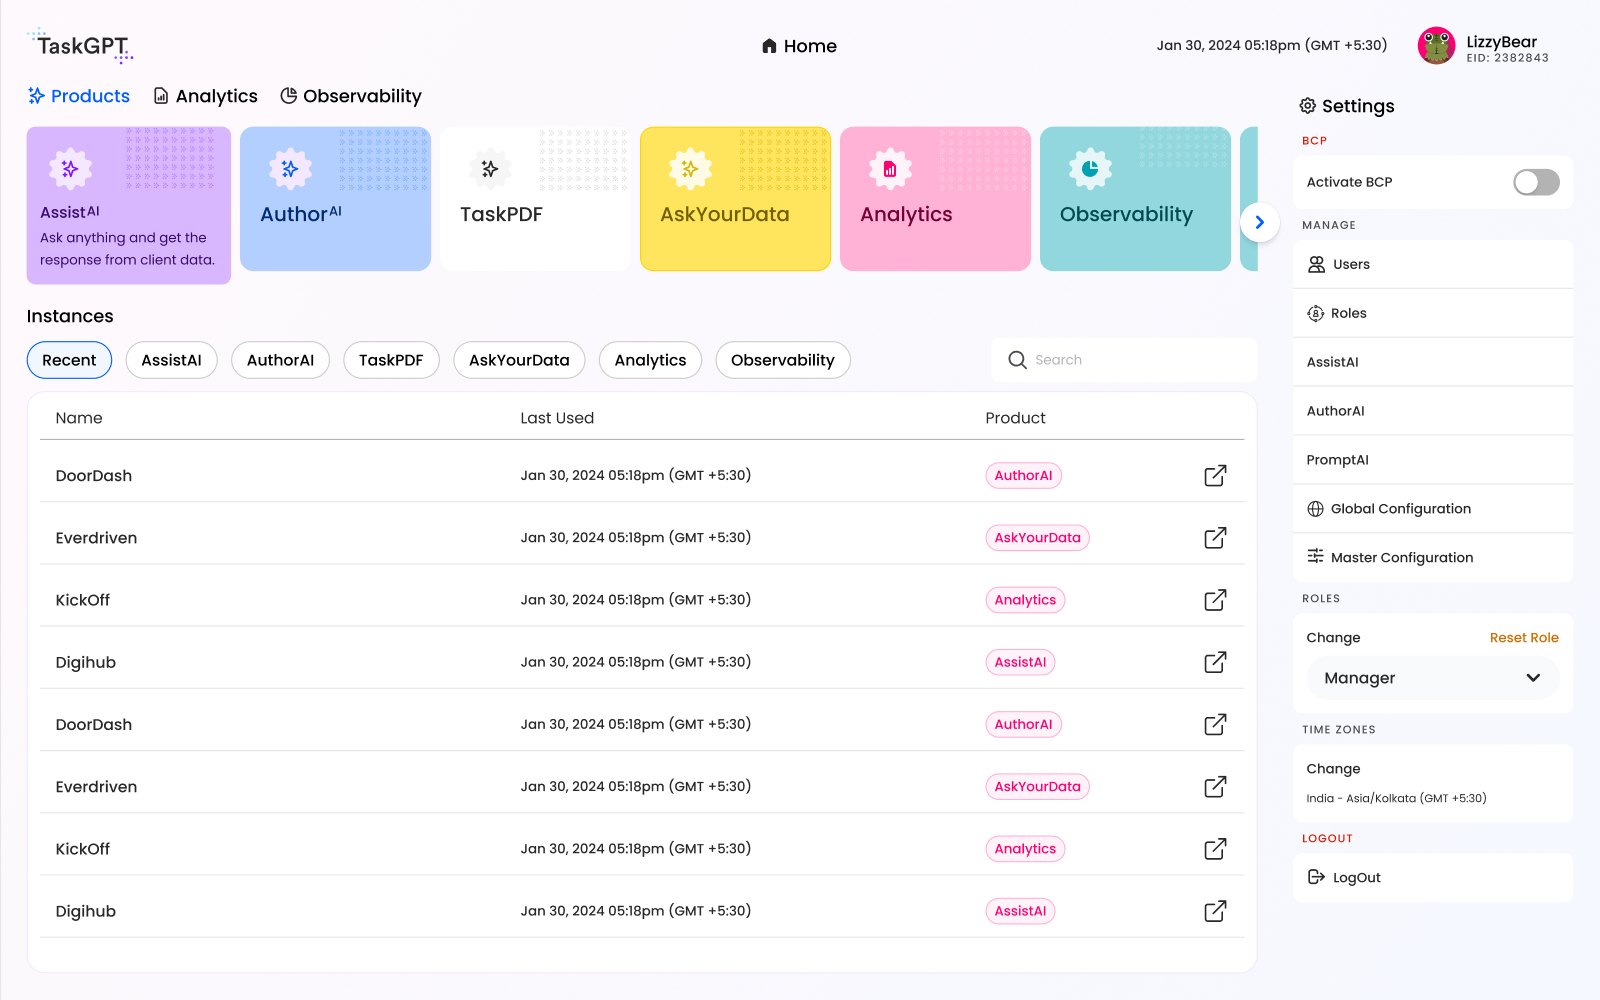 TaskGPT
Home
Jan 30, 2024 05:18pm (GMT +5:30)
LizzyBear
EID: 2382843
Products Analytics Observability
AssistAI
Ask anything and get the
response from client data.
AuthorAI
TaskPDF
AskYourData
Analytics
Observability
Instances
Recent AssistAI AuthorAI TaskPDF AskYourData Analytics Observability
Search
Name Last Used Product
DoorDash Jan 30, 2024 05:18pm (GMT +5:30) AuthorAI
Everdriven Jan 30, 2024 05:18pm (GMT +5:30) AskYourData
KickOff Jan 30, 2024 05:18pm (GMT +5:30) Analytics
Digihub Jan 30, 2024 05:18pm (GMT +5:30) AssistAI
DoorDash Jan 30, 2024 05:18pm (GMT +5:30) AuthorAI
Everdriven Jan 30, 2024 05:18pm (GMT +5:30) AskYourData
KickOff Jan 30, 2024 05:18pm (GMT +5:30) Analytics
Digihub Jan 30, 2024 05:18pm (GMT +5:30) AssistAI
Settings
BCP
Activate BCP
MANAGE
Users
Roles
AssistAI
AuthorAI
PromptAI
Global Configuration
Master Configuration
ROLES
Change Reset Role
Manager
TIME ZONES
Change
India - Asia/Kolkata (GMT +5:30)
LOGOUT
LogOut